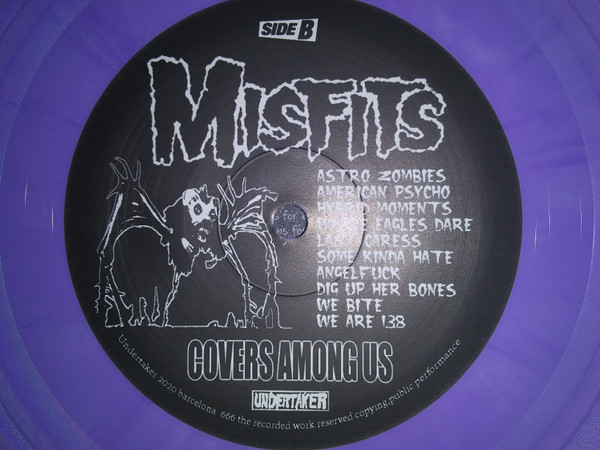 SIDE B
MISFITS
ASTRO ZOMBIES
AMERICAN PSYCHO
HYBRID MOMENTS
WHERE EAGLES DARE
LAST CARESS
SOME KINDA HATE
ANGELFUCK
DIG UP HER BONES
WE BITE
WE ARE 138
COVERS AMONG US
UNDERTAKER
Undertaker 2020 barcelona 666 the recorded work reserved copying,public performance